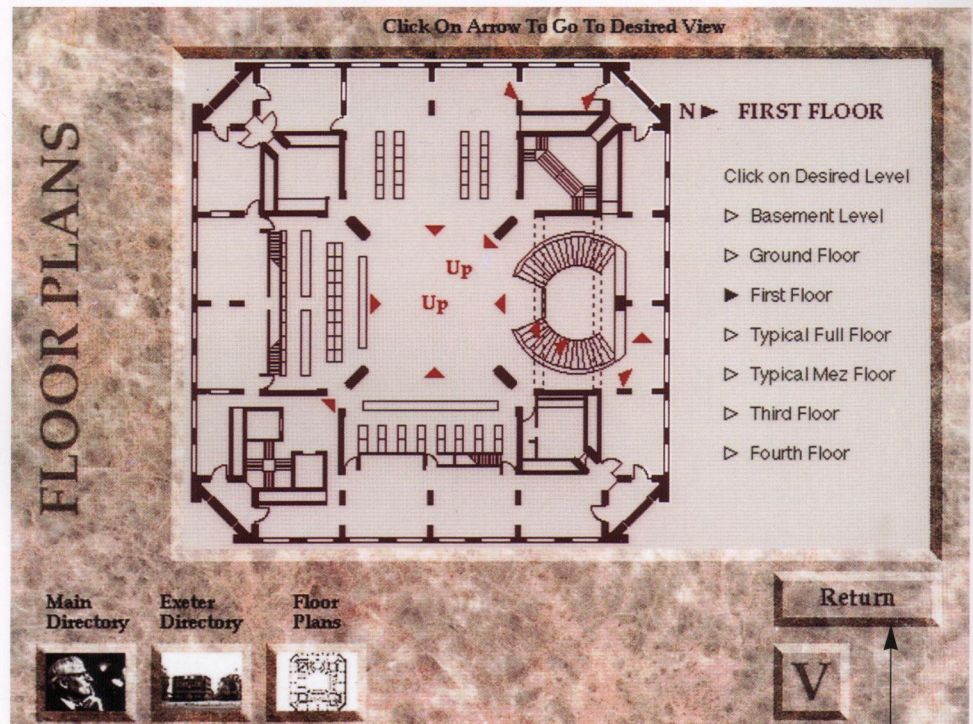 Click On Arrow To Go To Desired View
FLOOR PLANS
N
FIRST FLOOR
Click on Desired Level
Basement Level
Ground Floor
First Floor
Typical Full Floor
Typical Mez Floor
Third Floor
Fourth Floor
Up
Up
Main
Directory
Exeter
Directory
Floor
Plans
Return
V